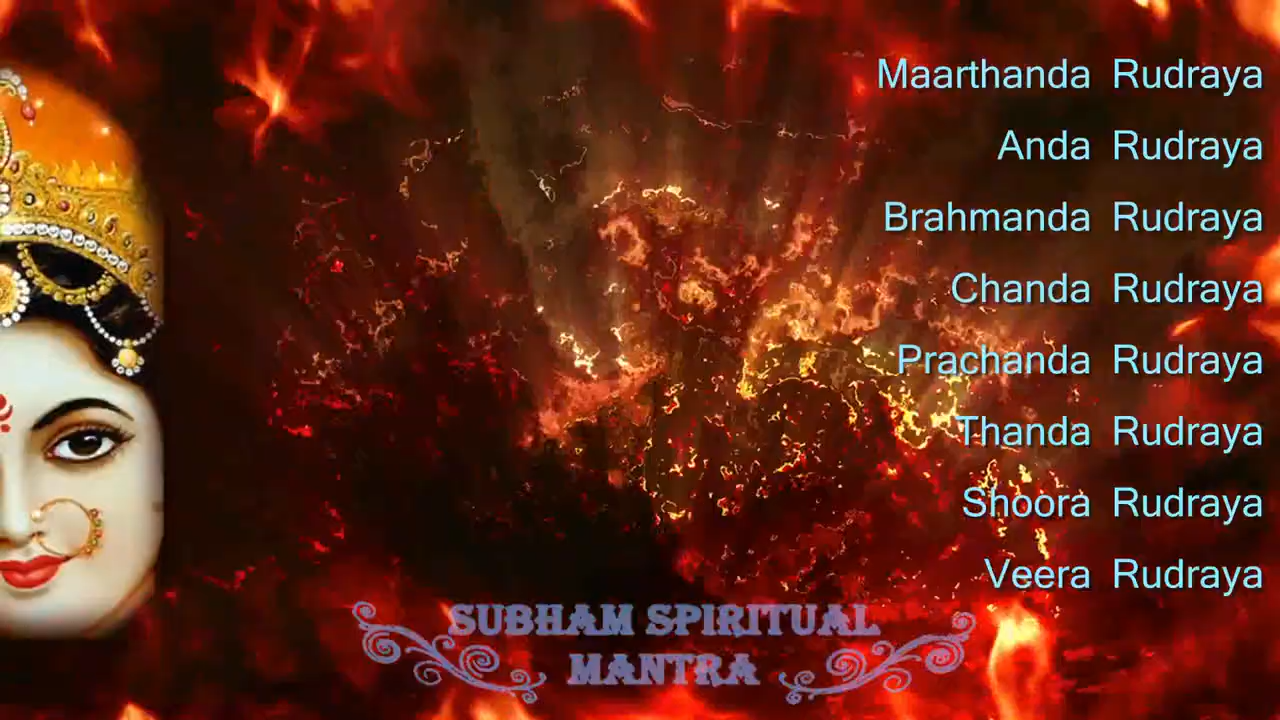 Maarthanda Rudraya
Anda Rudraya
Brahmanda Rudraya
Chanda Rudraya
Prachanda Rudraya
Thanda Rudraya
Shoora Rudraya
Veera Rudraya
SUBHAM SPIRITUAL
MANTRA